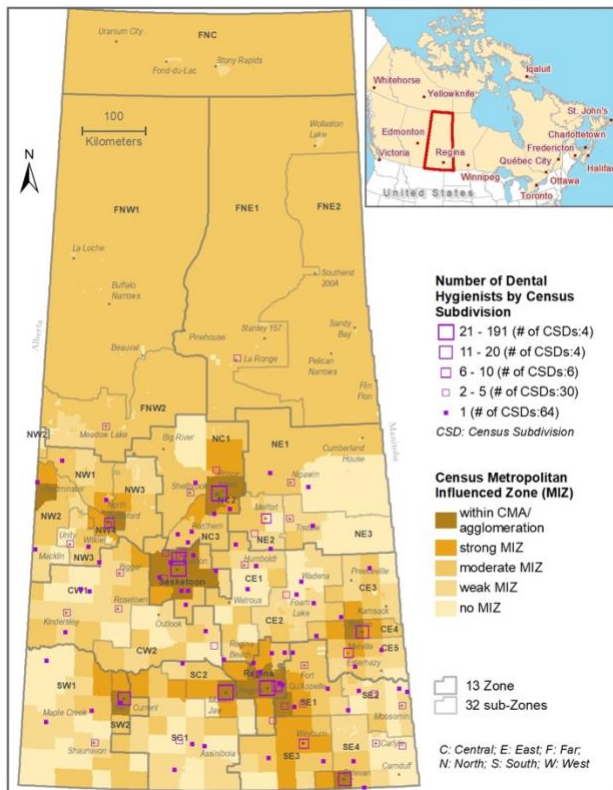 FNC
Uranium City
Fond-du-Lac
Stony Rapids
100
Kilometers
N
Wollaston
Lake
FNW1
FNE1
FNE2
La Loche
Buffalo
Narrows
Southend
200A
Alberta
Pinehouse
Stanley 157
Sandy
Bay
Beauval
La Ronge
Pelican
Narrows
Flin
Flon
Manitoba
FNW2
NW2
Meadow Lake
Big River
NC1
NE1
Cumberland
House
NW1
NW3
Shellbrook
Prince
Nipawin
NC2
NW2
North
Melfort
Tisdale
Unity
Wilkie
Rosthern
NC3
NE2
NE3
Macklin
NW3
Biggar
Humboldt
Saskatoon
CE1
Wadena
Preeceville
CE3
CW1
Rosetown
Watrous
Foam
Lake
Kamsack
Kindersley
Outlook
CE2
CE4
Melville
CE5
Esterhazy
CW2
Regina
Beach
SW1
SC2
Regina
Fort
Qu'Appelle
SE2
Maple Creek
Current
SW2
Moose
Jaw
SE1
Moosomin
Shaunavon
SC1
Assiniboia
Weyburn
SE3
SE4
Carlyle
Estevan
Carnduff
Iqaluit
Whitehorse
Yellowknife
St. John's
Edmonton
Charlottetown
Regina
Fredericton
Victoria
Québec City
Halifax
Winnipeg
Ottawa
United States
Toronto
Number of Dental
Hygienists by Census
Subdivision
21 - 191 (# of CSDs:4)
11 - 20 (# of CSDs:4)
6 - 10 (# of CSDs:6)
2 - 5 (# of CSDs:30)
1 (# of CSDs:64)
CSD: Census Subdivision
Census Metropolitan
Influenced Zone (MIZ)
within CMA/
agglomeration
strong MIZ
moderate MIZ
weak MIZ
no MIZ
13 Zone
32 sub-Zones
C: Central; E: East; F: Far;
N: North; S: South; W: West